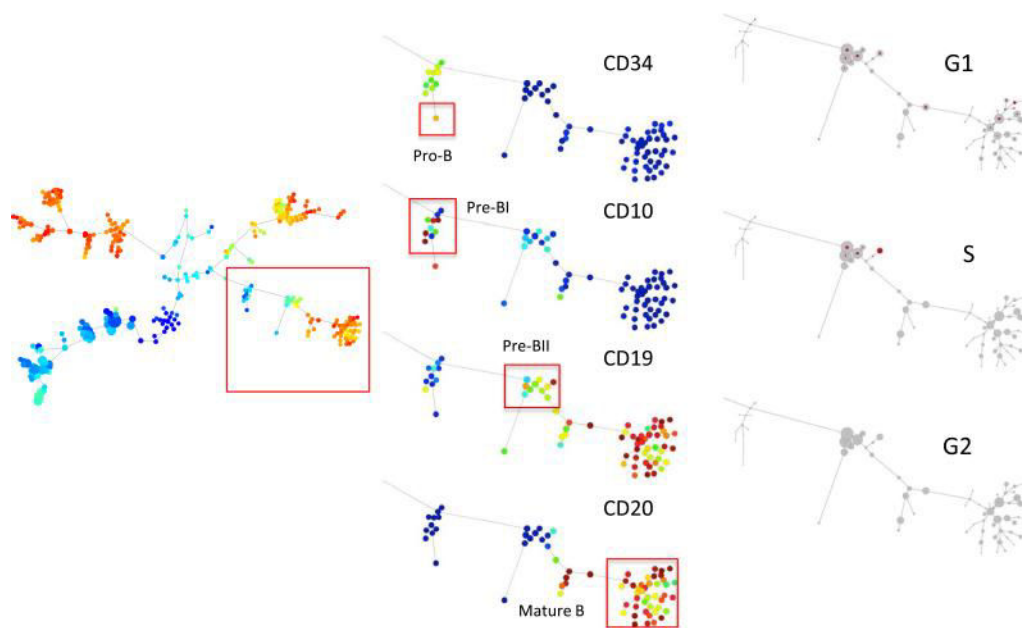 CD34
G1
Pro-B
Pre-BI
CD10
S
Pre-BII
CD19
G2
CD20
Mature B